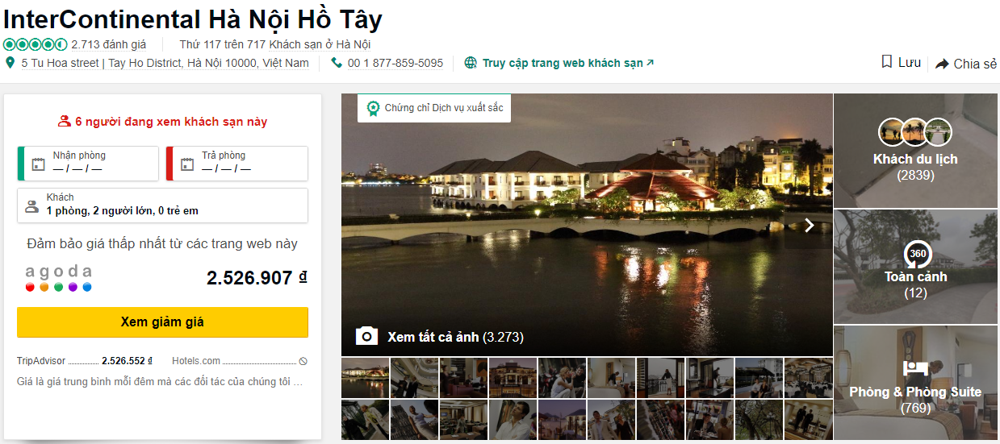 InterContinental Hà Nội Hồ Tây
2.713 đánh giá Thứ 117 trên 717 Khách sạn ở Hà Nội
5 Tu Hoa street | Tay Ho District, Hà Nội 10000, Việt Nam 00 1 877-859-5095 Truy cập trang web khách sạn Lưu Chia sẻ
6 người đang xem khách sạn này
Nhận phòng Trả phòng
— / — / — — / — / —
Khách
1 phòng, 2 người lớn, 0 trẻ em
Đảm bảo giá thấp nhất từ các trang web này
agoda 2.526.907 ₫
Xem giảm giá
TripAdvisor 2.526.552 ₫ Hotels.com
Giá là giá trung bình mỗi đêm mà các đối tác của chúng tôi ...
Chứng chỉ Dịch vụ xuất sắc
Xem tất cả ảnh (3.273)
Khách du lịch
(2839)
360
Toàn cảnh
(12)
Phòng & Phòng Suite
(769)